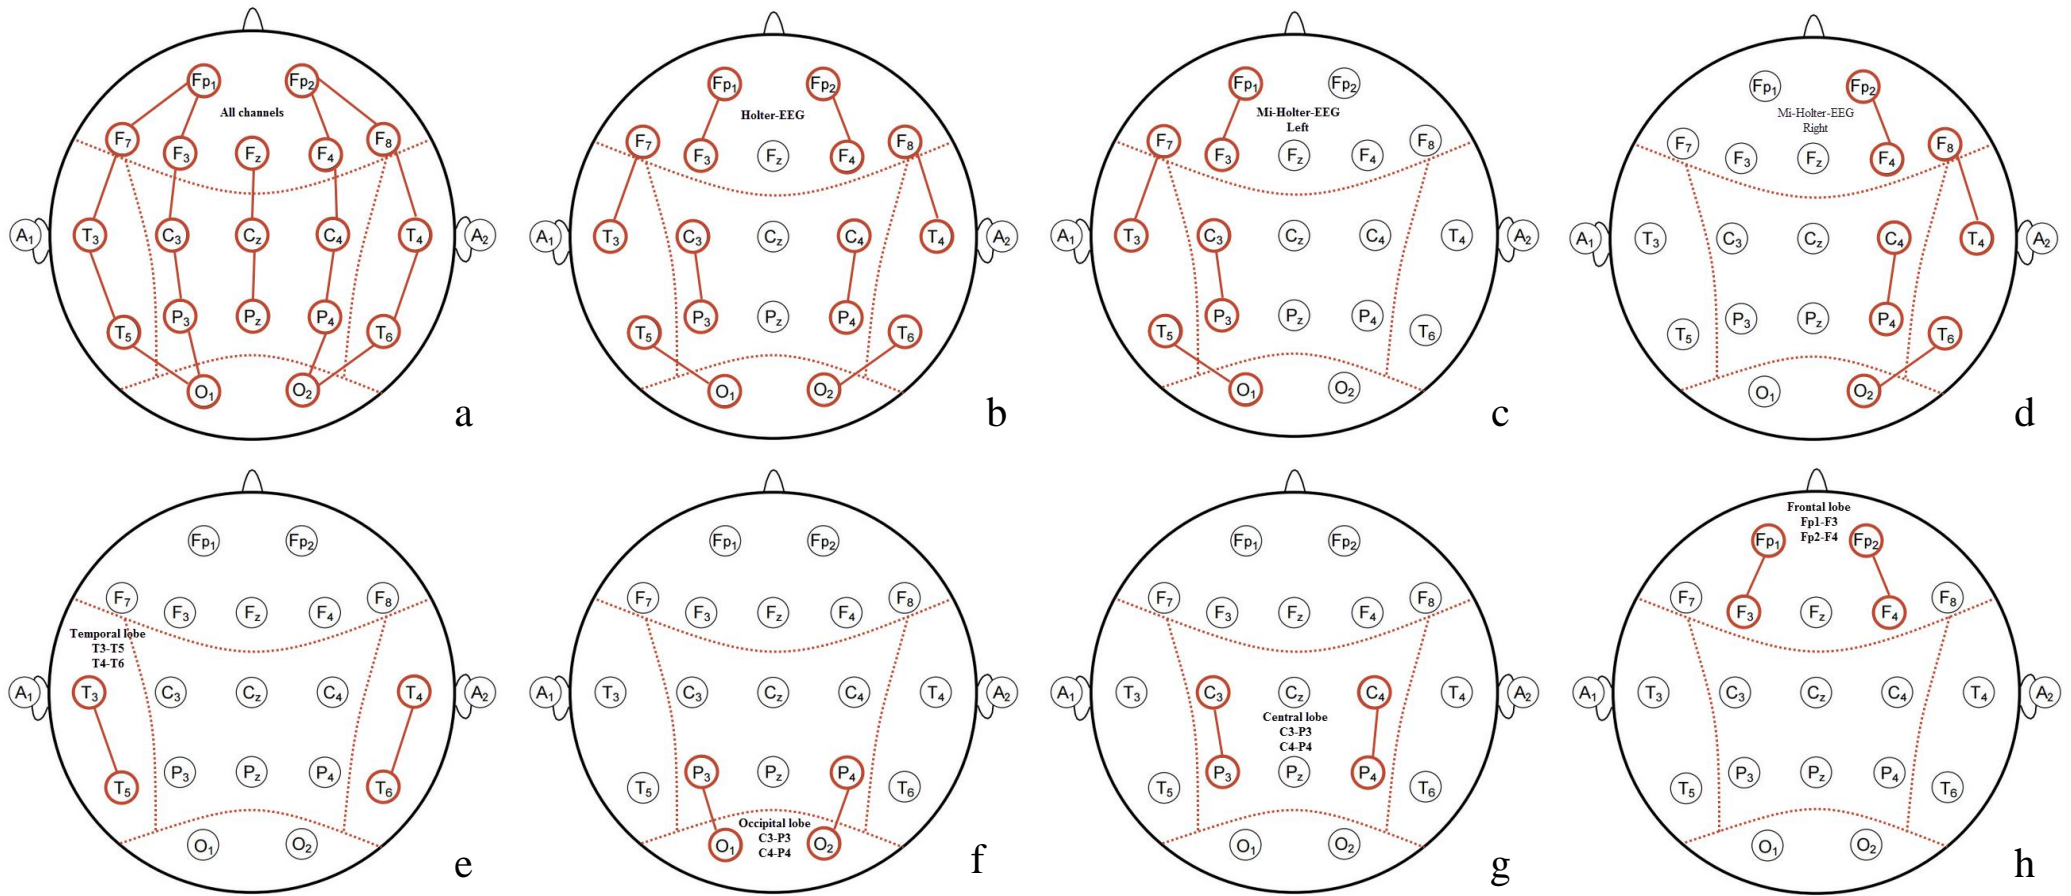 Fp1 Fp2
All channels
F7 F3 Fz F4 F8
A1 T3 C3 Cz C4 T4 A2
T5 P3 Pz P4 T6
O1 O2
a
Fp1 Fp2
Holter-EEG
F7 F3 Fz F4 F8
A1 T3 C3 Cz C4 T4 A2
T5 P3 Pz P4 T6
O1 O2
b
Fp1 Fp2
Mi-Holter-EEG
Left
F7 F3 Fz F4 F8
A1 T3 C3 Cz C4 T4 A2
T5 P3 Pz P4 T6
O1 O2
c
Fp1 Fp2
Mi-Holter-EEG
Right
F7 F3 Fz F4 F8
A1 T3 C3 Cz C4 T4 A2
T5 P3 Pz P4 T6
O1 O2
d
Fp1 Fp2
F7 F3 Fz F4 F8
Temporal lobe
T3-T5
T4-T6
A1 T3 C3 Cz C4 T4 A2
T5 P3 Pz P4 T6
O1 O2
e
Fp1 Fp2
F7 F3 Fz F4 F8
A1 T3 C3 Cz C4 T4 A2
T5 P3 Pz P4 T6
Occipital lobe
C3-P3
C4-P4
O1 O2
f
Fp1 Fp2
F7 F3 Fz F4 F8
A1 T3 C3 Cz C4 T4 A2
Central lobe
C3-P3
C4-P4
T5 P3 Pz P4 T6
O1 O2
g
Frontal lobe
Fp1-F3
Fp2-F4
Fp1 Fp2
F7 F3 Fz F4 F8
A1 T3 C3 Cz C4 T4 A2
T5 P3 Pz P4 T6
O1 O2
h